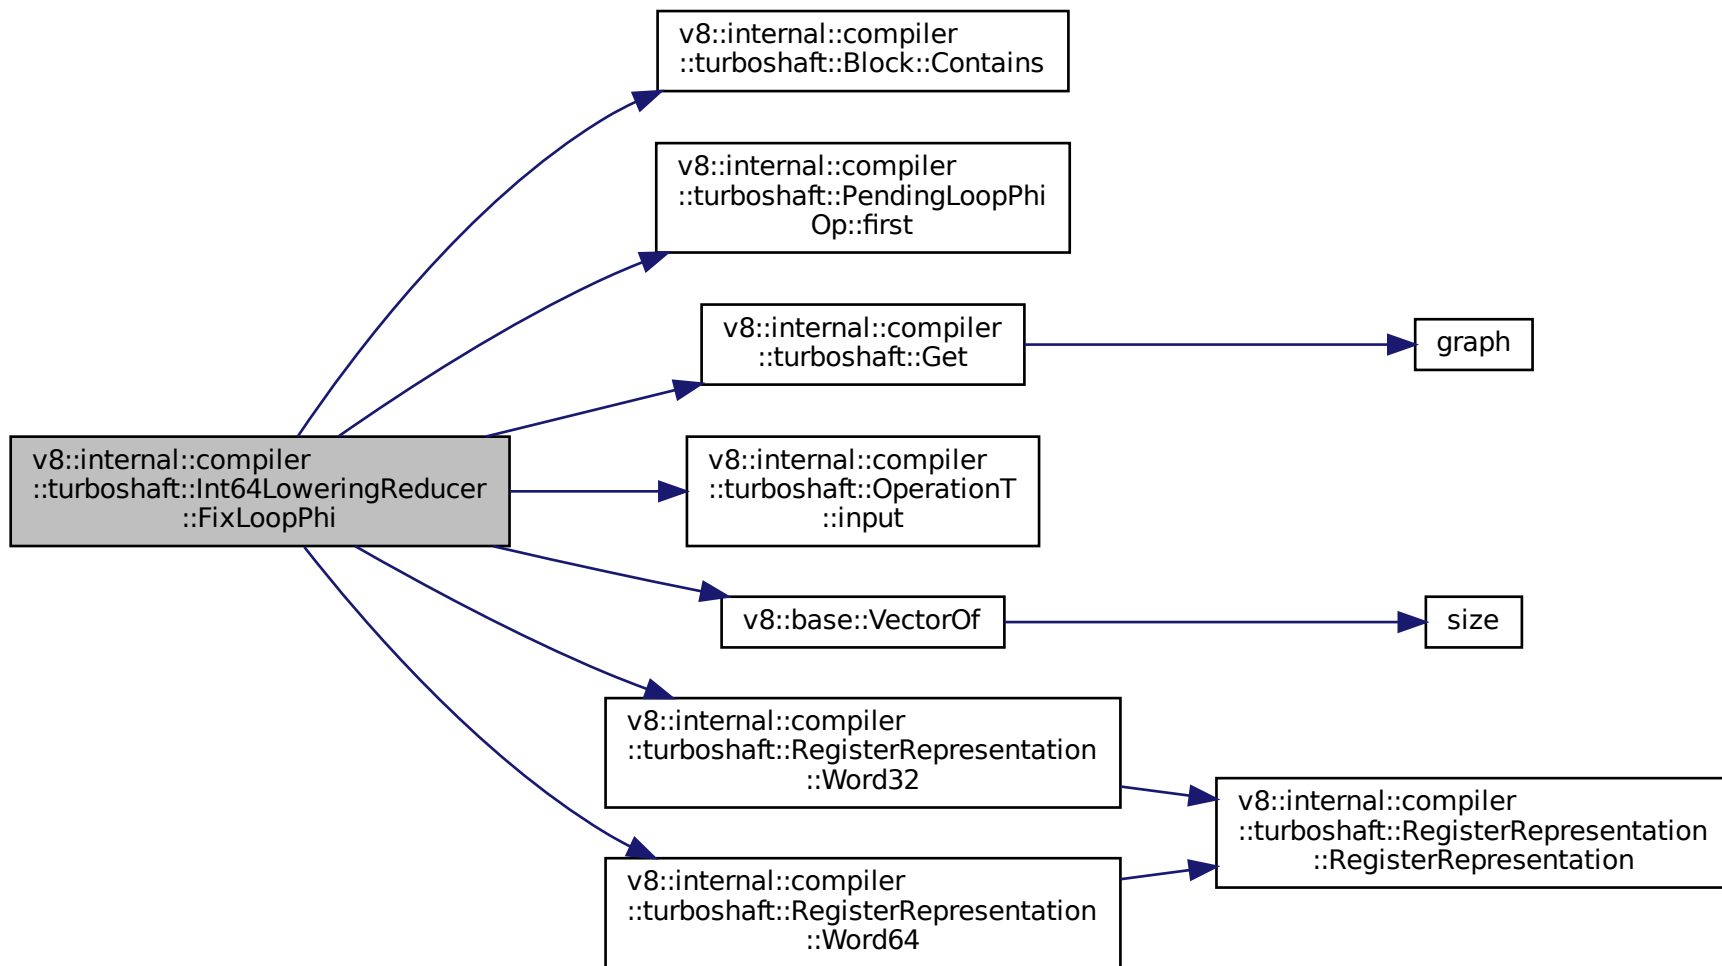 v8::internal::compiler
::turboshaft::Block::Contains
v8::internal::compiler
::turboshaft::PendingLoopPhi
Op::first
v8::internal::compiler
::turboshaft::Get
graph
v8::internal::compiler
::turboshaft::Int64LoweringReducer
::FixLoopPhi
v8::internal::compiler
::turboshaft::OperationT
::input
v8::base::VectorOf
size
v8::internal::compiler
::turboshaft::RegisterRepresentation
::Word32
v8::internal::compiler
::turboshaft::RegisterRepresentation
::RegisterRepresentation
v8::internal::compiler
::turboshaft::RegisterRepresentation
::Word64